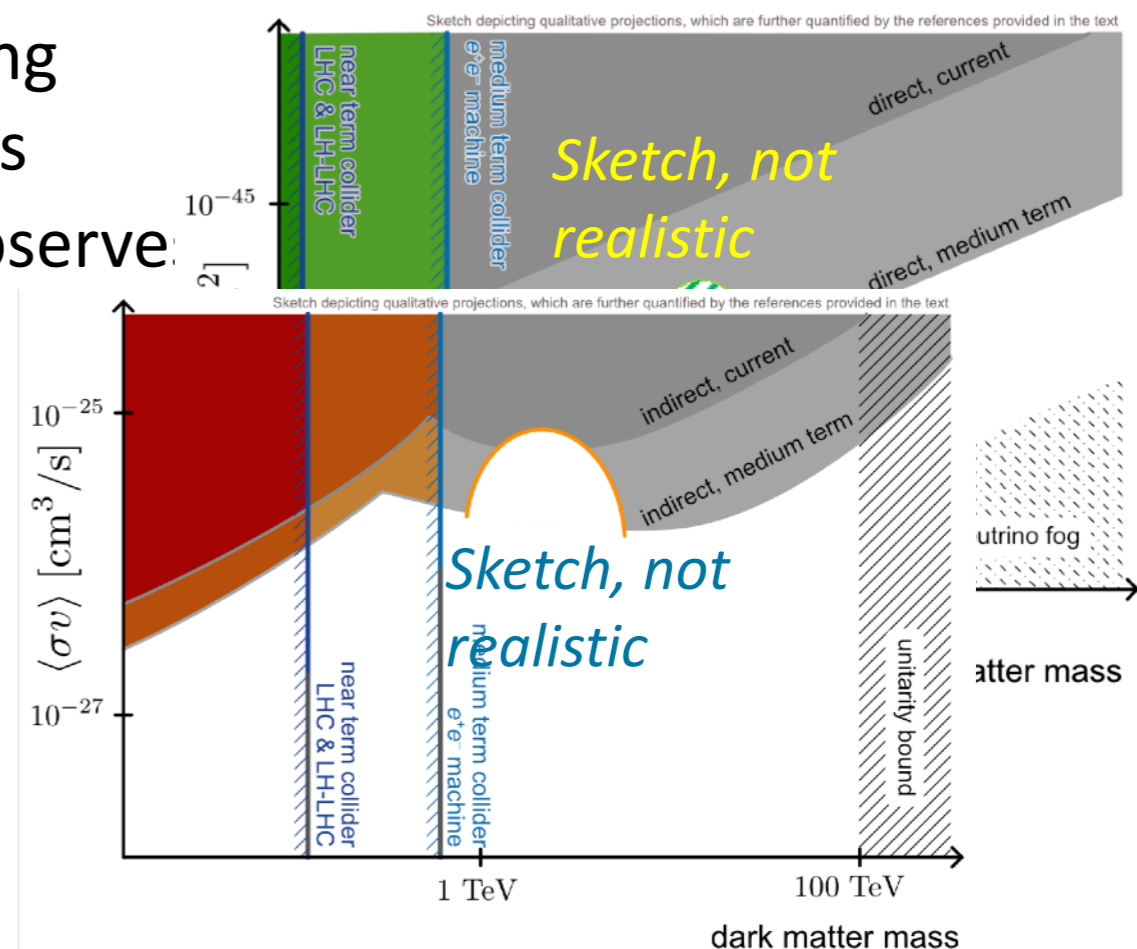 Sketch depicting qualitative projections, which are further quantified by the references provided in the text
near term collider
LHC & LH-LHC
medium term collider
e⁺e⁻ machine
direct, current
Sketch, not
realistic
10⁻⁴⁵
direct, medium term
Sketch depicting qualitative projections, which are further quantified by the references provided in the text
indirect, current
indirect, medium term
10⁻²⁵
⟨σv⟩ [cm³/s]
10⁻²⁷
Sketch, not
realistic
near term collider
LHC & LH-LHC
medium term collider
e⁺e⁻ machine
unitarity bound
utrino fog
atter mass
1 TeV
100 TeV
dark matter mass